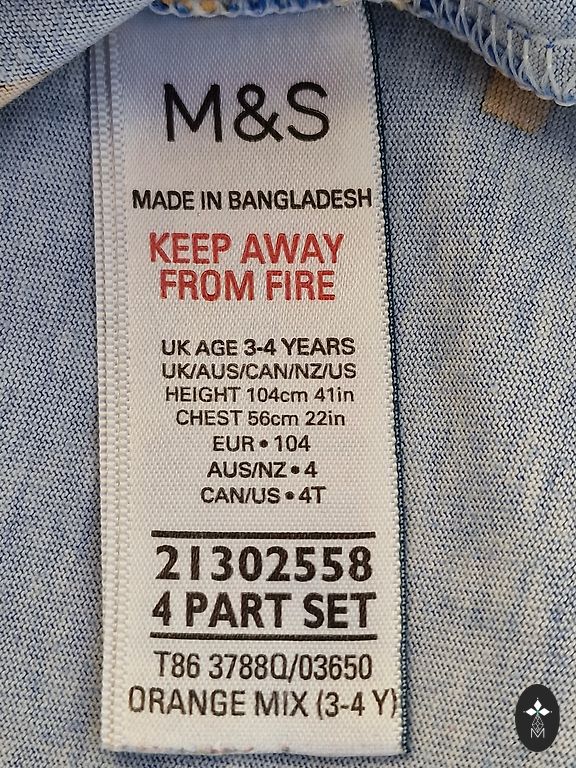 M&S
MADE IN BANGLADESH
KEEP AWAY
FROM FIRE
UK AGE 3-4 YEARS
UK/AUS/CAN/NZ/US
HEIGHT 104cm 41in
CHEST 56cm 22in
EUR • 104
AUS/NZ • 4
CAN/US • 4T
21302558
4 PART SET
T86 3788Q/03650
ORANGE MIX (3-4 Y)
M